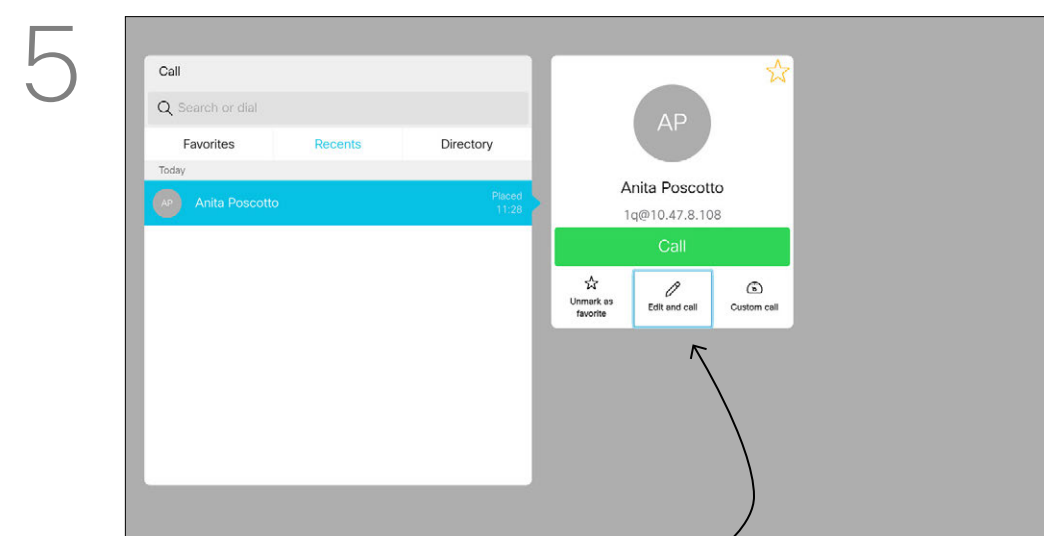 5
Call
Search or dial
Favorites Recents Directory
Today
AP Anita Poscotto Placed
11:28
AP
Anita Poscotto
1q@10.47.8.108
Call
Unmark as
favorite
Edit and call
Custom call